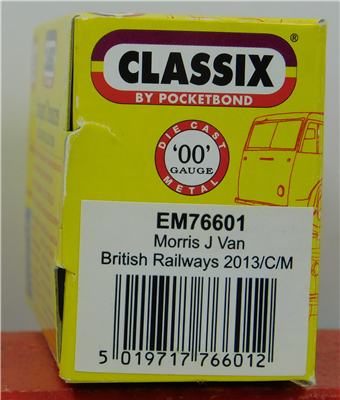 CLASSIX®
BY POCKETBOND
DIE CAST
'00'
GAUGE
METAL
EM76601
Morris J Van
British Railways 2013/C/M
5 019717 766012